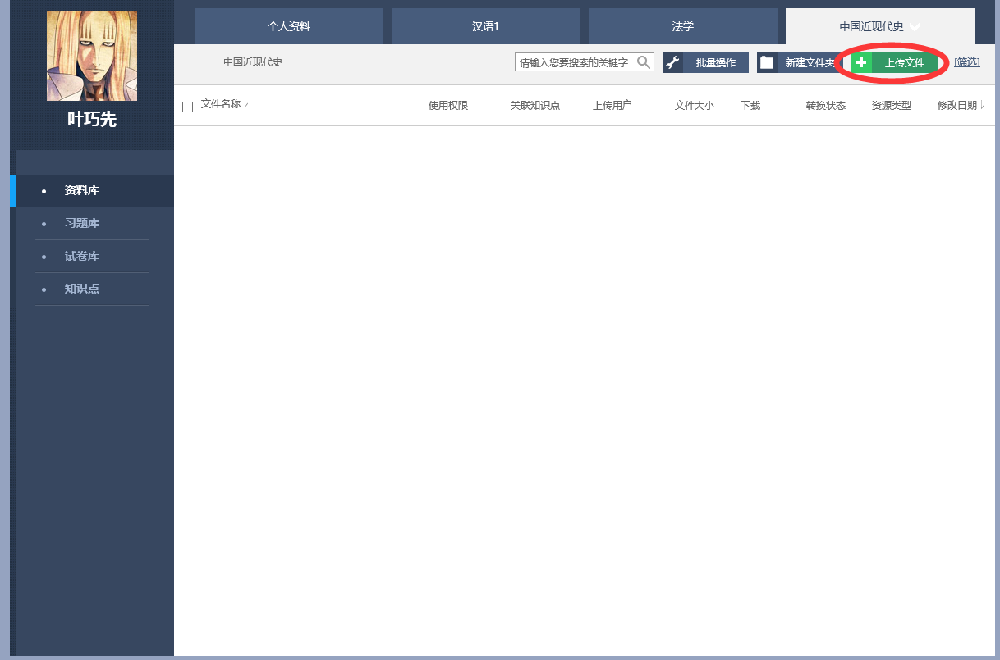 个人资料
汉语1
法学
中国近现代史
叶巧先
资料库
习题库
试卷库
知识点
中国近现代史
请输入您要搜索的关键字
批量操作
新建文件夹
上传文件
[筛选]
文件名称
使用权限
关联知识点
上传用户
文件大小
下载
转换状态
资源类型
修改日期